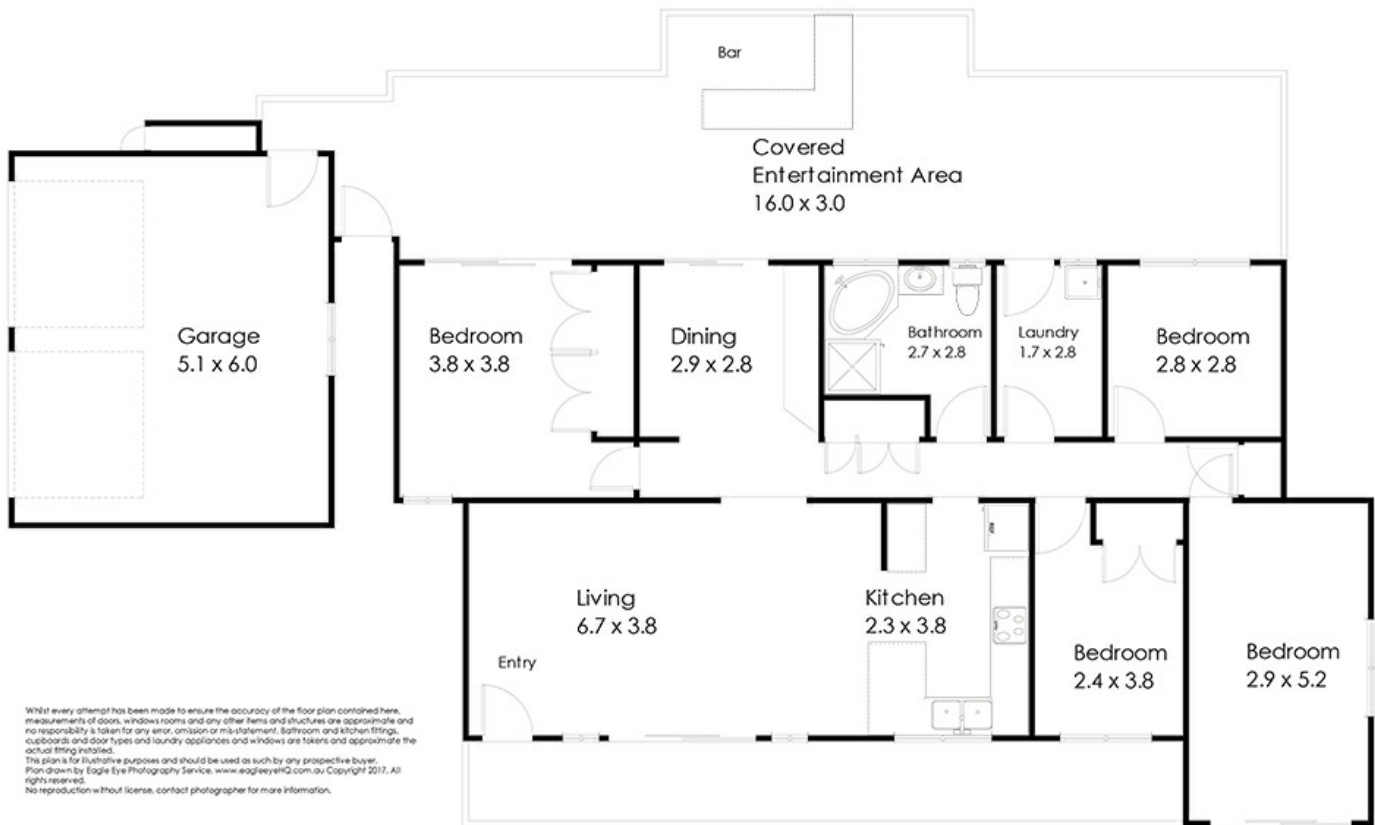 Bar
Covered
Entertainment Area
16.0 x 3.0
Garage
5.1 x 6.0
Bedroom
3.8 x 3.8
Dining
2.9 x 2.8
Bathroom
2.7 x 2.8
Laundry
1.7 x 2.8
Bedroom
2.8 x 2.8
Living
6.7 x 3.8
Kitchen
2.3 x 3.8
Entry
Bedroom
2.4 x 3.8
Bedroom
2.9 x 5.2
Whilst every attempt has been made to ensure the accuracy of the floor plan contained here,
measurements of doors, windows rooms and any other items and structures are approximate and
no responsibility is taken for any error, omission or mis-statement. Bathroom and kitchen fittings,
cupboards and door types and laundry appliances and windows are tokens and approximate the
actual fitting installed.
This plan is for illustrative purposes and should be used as such by any prospective buyer.
Plan drawn by Eagle Eye Photography Service, www.eagleeyeHQ.com.au Copyright 2017. All
rights reserved.
No reproduction without license, contact photographer for more information.